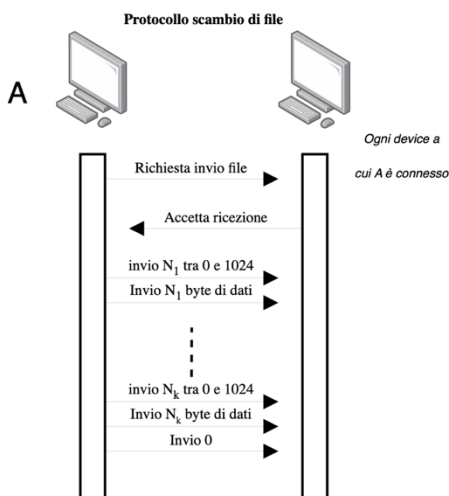 Protocollo scambio di file
A
Ogni device a
cui A è connesso
Richiesta invio file
Accetta ricezione
invio N₁ tra 0 e 1024
Invio N₁ byte di dati
invio Nₖ tra 0 e 1024
Invio Nₖ byte di dati
Invio 0